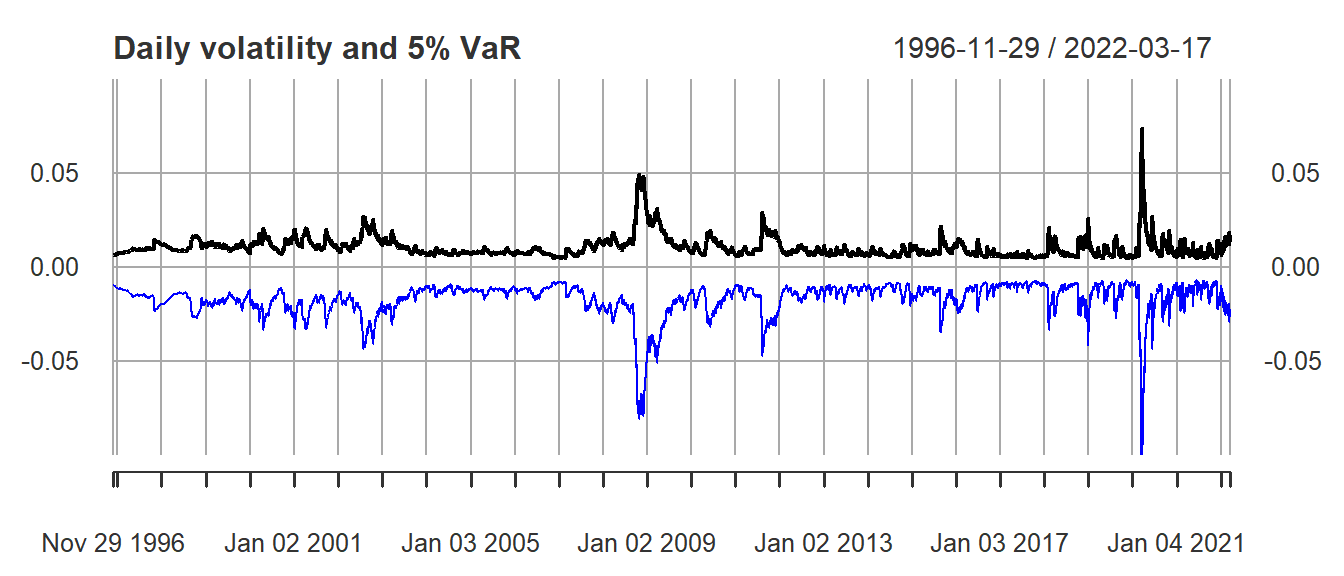 Daily volatility and 5% VaR 1996-11-29 / 2022-03-17
0.05 0.05
0.00 0.00
-0.05 -0.05
Nov 29 1996 Jan 02 2001 Jan 03 2005 Jan 02 2009 Jan 02 2013 Jan 03 2017 Jan 04 2021